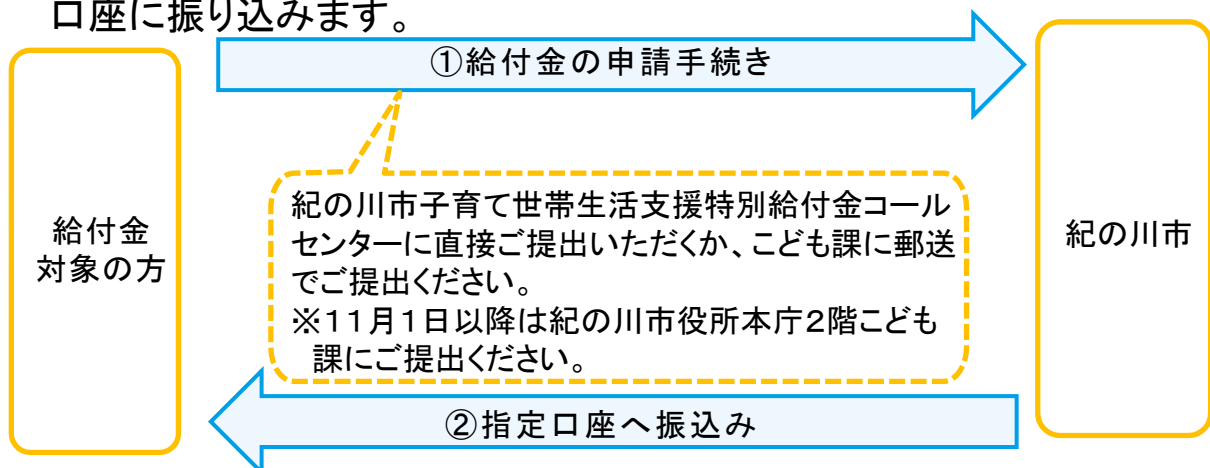 口座に振り込みます。
①給付金の申請手続き
給付金
対象の方
紀の川市子育て世帯生活支援特別給付金コール
センターに直接ご提出いただくか、こども課に郵送
でご提出ください。
※11月1日以降は紀の川市役所本庁2階こども
課にご提出ください。
紀の川市
②指定口座へ振込み